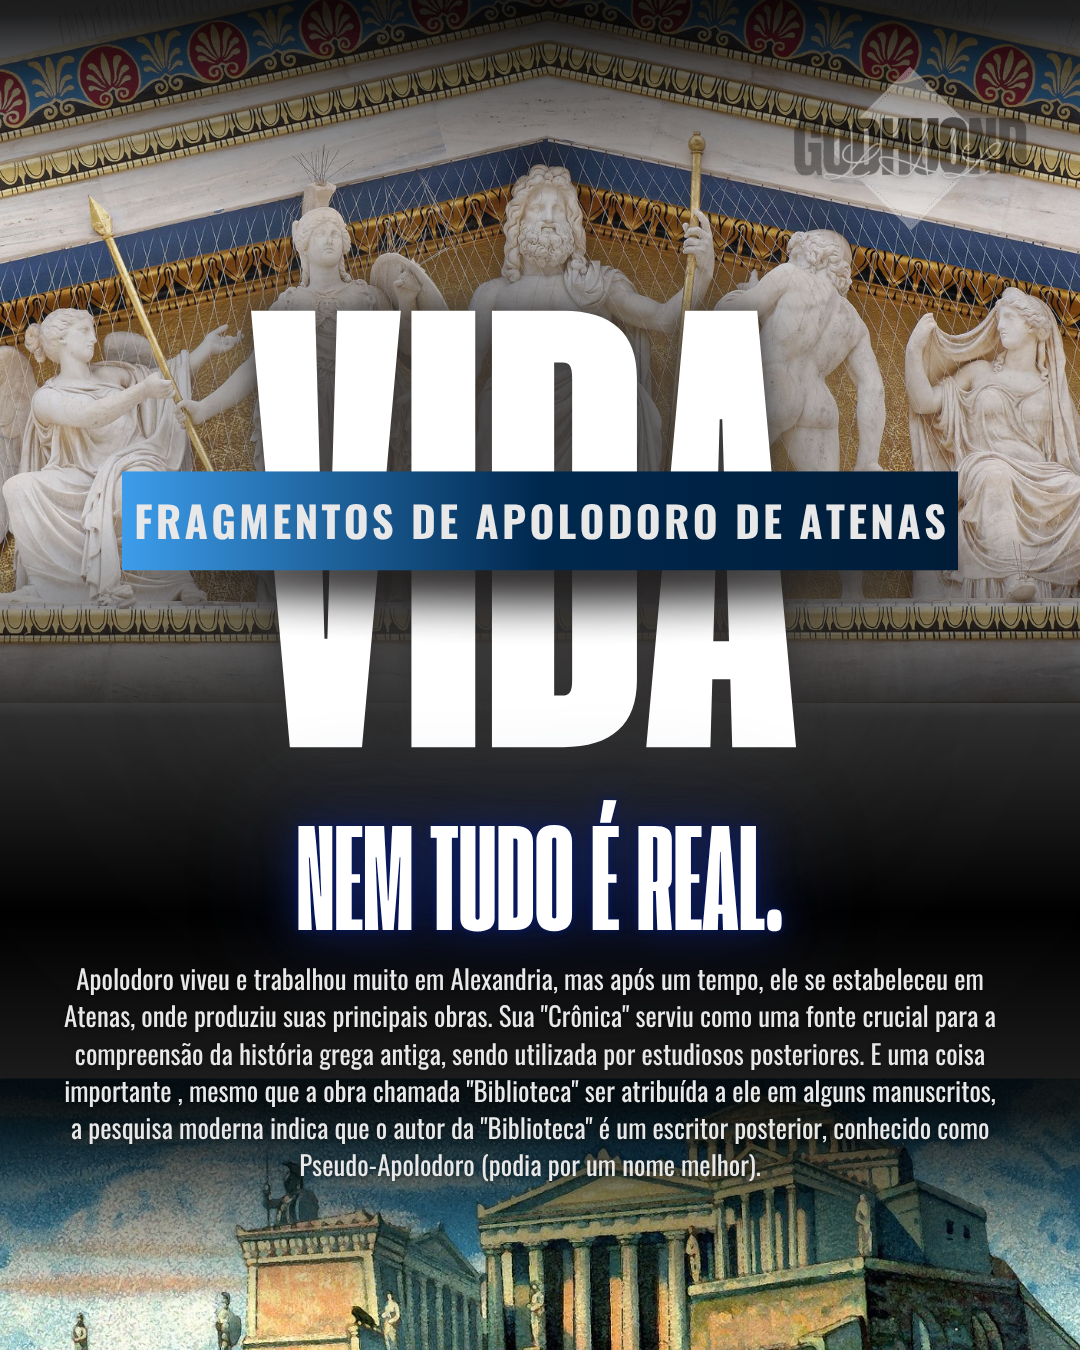 VIDA
FRAGMENTOS DE APOLODORO DE ATENAS
NEM TUDO É REAL.
Apolodoro viveu e trabalhou muito em Alexandria, mas após um tempo, ele se estabeleceu em
Atenas, onde produziu suas principais obras. Sua "Crônica" serviu como uma fonte crucial para a
compreensão da história grega antiga, sendo utilizada por estudiosos posteriores. E uma coisa
importante , mesmo que a obra chamada "Biblioteca" ser atribuída a ele em alguns manuscritos,
a pesquisa moderna indica que o autor da "Biblioteca" é um escritor posterior, conhecido como
Pseudo-Apolodoro (podia por um nome melhor).